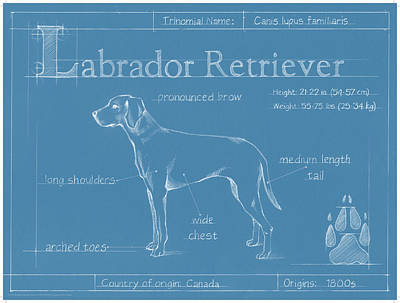 Trinomial Name: Canis lupus familiaris
Labrador Retriever
pronounced brow
Height: 21-22 in. (54-57 cm)
Weight: 55-75 lbs. (25-34 kg)
medium length
tail
long shoulders
wide
chest
arched toes
Country of origin: Canada
Origins: 1800s